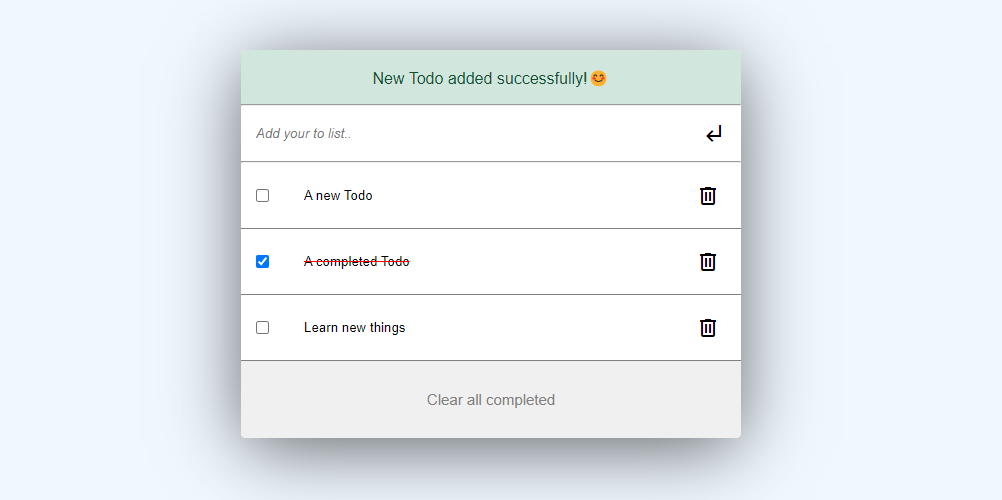 New Todo added successfully! 😊
Add your to list..
A new Todo
A completed Todo
Learn new things
Clear all completed